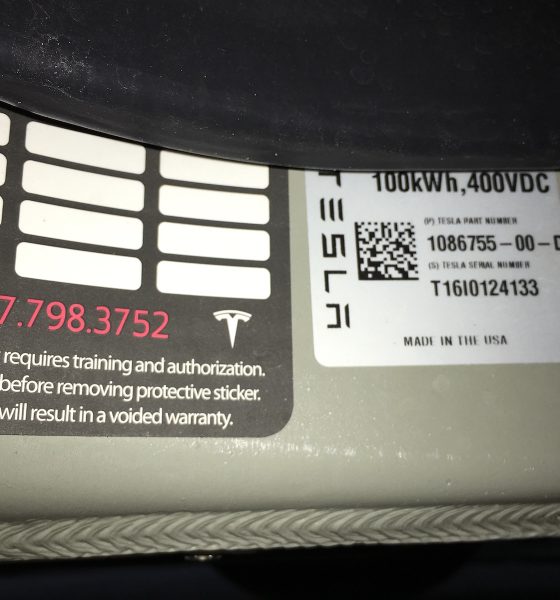 7.798.3752
requires training and authorization.
before removing protective sticker.
will result in a voided warranty.
TESLA
100kWh,400VDC
(P) TESLA PART NUMBER
1086755-00-D
(S) TESLA SERIAL NUMBER
T16I0124133
MADE IN THE USA